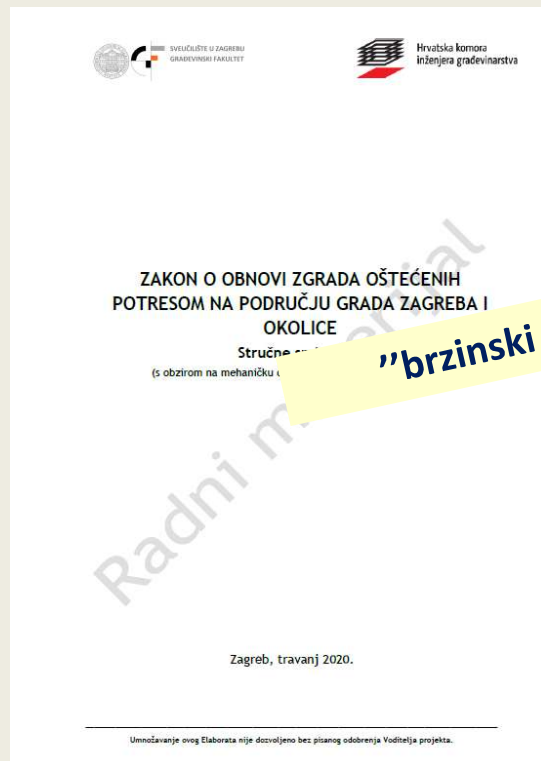 SVEUČILIŠTE U ZAGREBU
GRAĐEVINSKI FAKULTET
Hrvatska komora
inženjera građevinarstva
ZAKON O OBNOVI ZGRADA OŠTEĆENIH
POTRESOM NA PODRUČJU GRADA ZAGREBA I
OKOLICE
Stručne
(s obzirom na mehaničku
"brzinski
Radni
Zagreb, travanj 2020.
Umnožavanje ovog Elaborata nije dozvoljeno bez pisanog odobrenja Voditelja projekta.